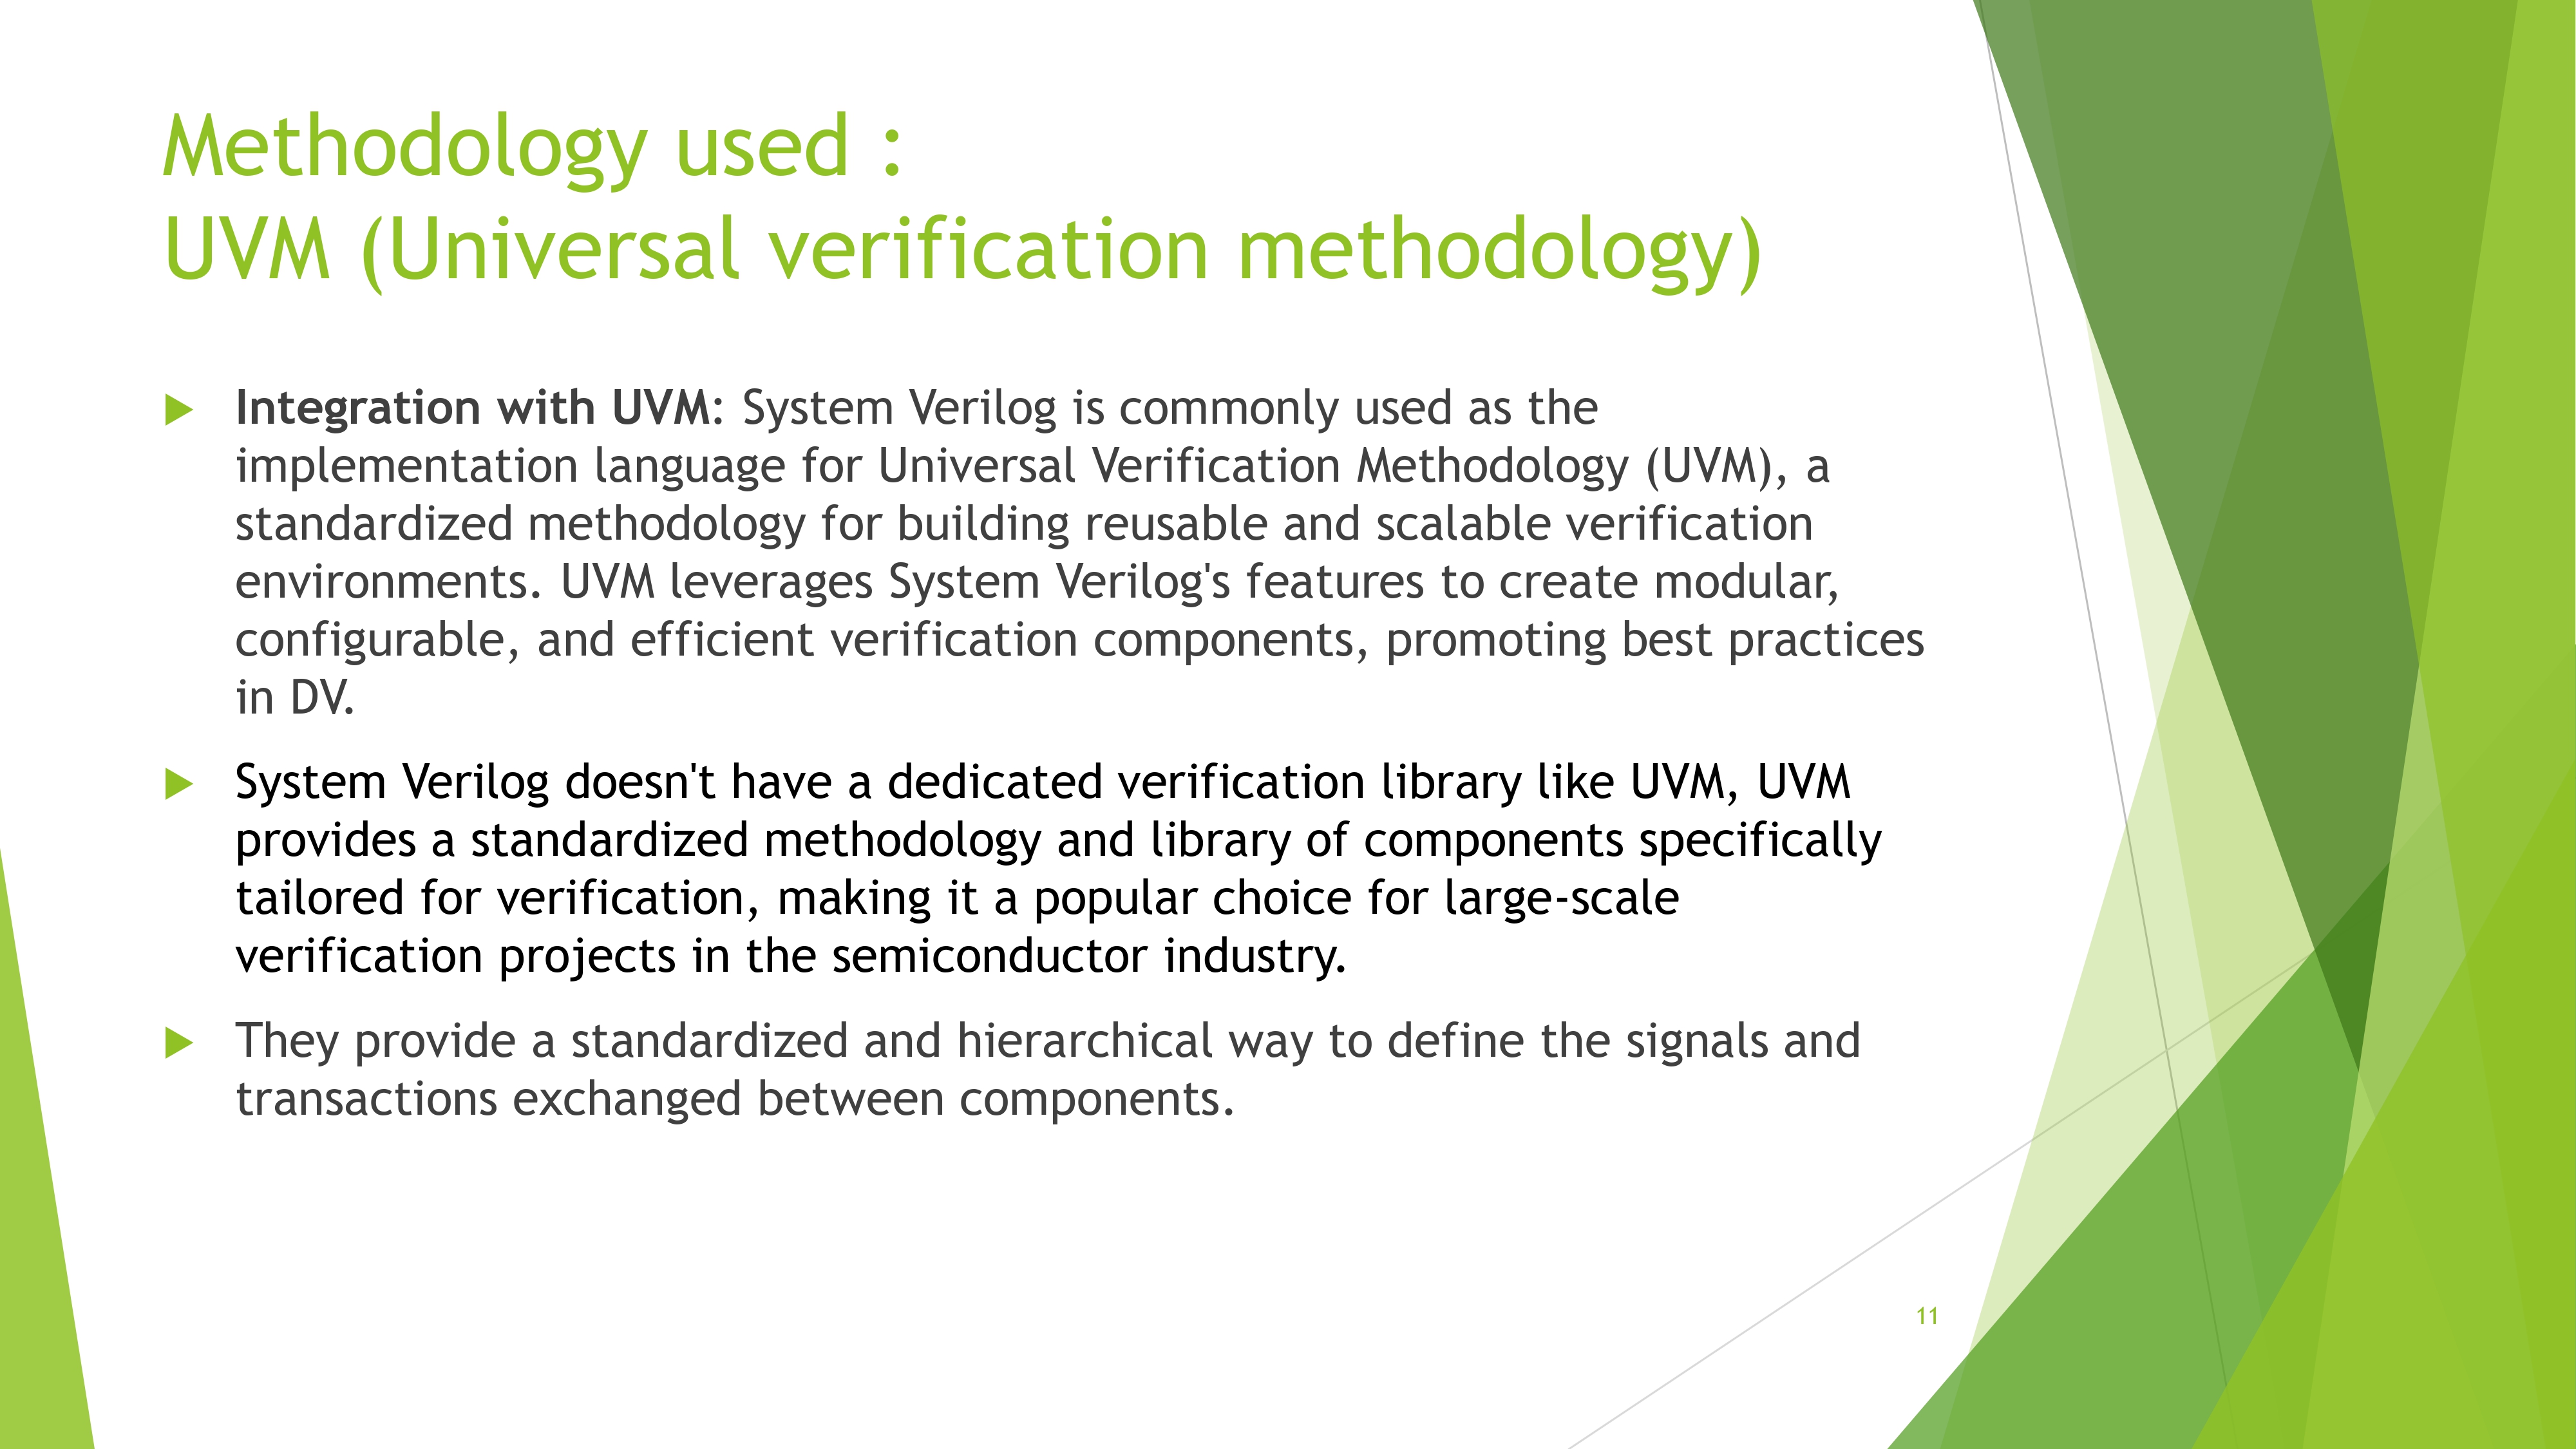 Methodology used :
UVM (Universal verification methodology)
Integration with UVM: System Verilog is commonly used as the
implementation language for Universal Verification Methodology (UVM), a
standardized methodology for building reusable and scalable verification
environments. UVM leverages System Verilog's features to create modular,
configurable, and efficient verification components, promoting best practices
in DV.
System Verilog doesn't have a dedicated verification library like UVM, UVM
provides a standardized methodology and library of components specifically
tailored for verification, making it a popular choice for large-scale
verification projects in the semiconductor industry.
They provide a standardized and hierarchical way to define the signals and
transactions exchanged between components.
11